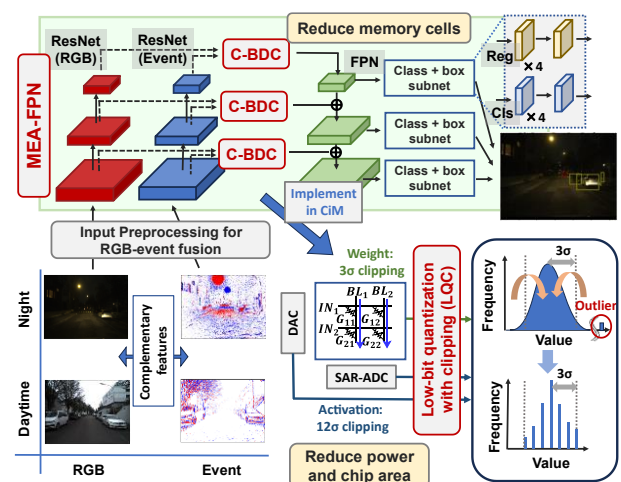 Reduce memory cells
ResNet
(RGB)
ResNet
(Event)
C-BDC
FPN
Class + box
subnet
Reg
×4
Cls
×4
MEA-FPN
C-BDC
Class + box
subnet
C-BDC
Class + box
subnet
Implement
in CiM
Input Preprocessing for
RGB-event fusion
Weight:
3σ clipping
Night
Daytime
Complementary
features
RGB
Event
DAC
BL1 BL2
IN1
G11 G12
IN2
G21 G22
SAR-ADC
Activation:
12σ clipping
Low-bit quantization
with clipping (LQC)
Reduce power
and chip area
Frequency
3σ
Outlier
Value
Frequency
3σ
Value